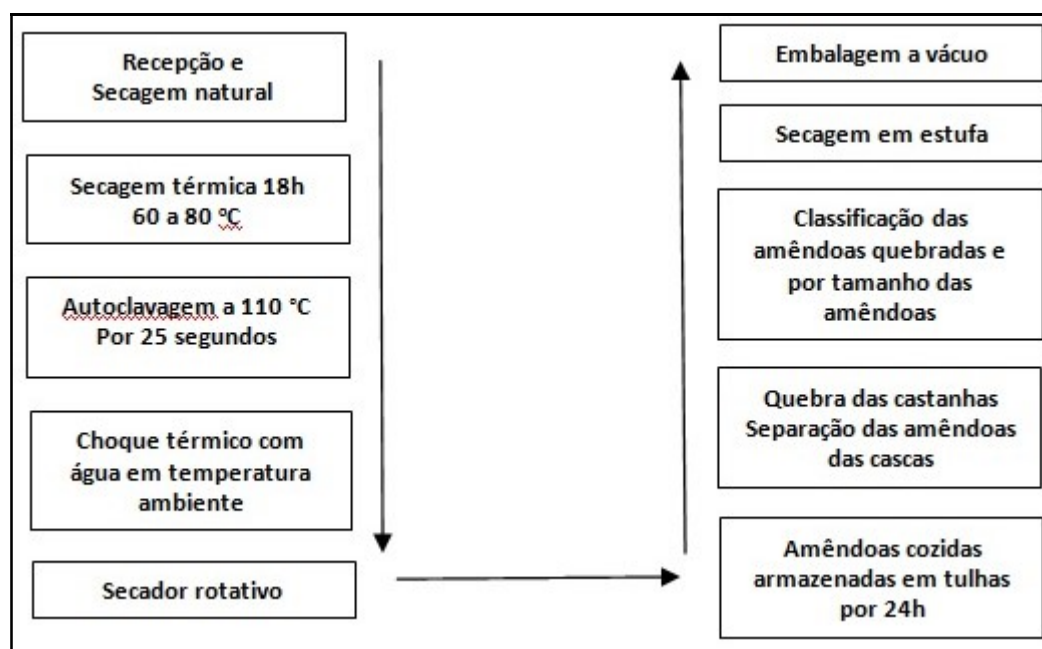 Recepção e
Secagem natural
Secagem térmica 18h
60 a 80 °C
Autoclavagem a 110 °C
Por 25 segundos
Choque térmico com
água em temperatura
ambiente
Secador rotativo
Amêndoas cozidas
armazenadas em tulhas
por 24h
Quebra das castanhas
Separação das amêndoas
das cascas
Classificação das
amêndoas quebradas e
por tamanho das
amêndoas
Secagem em estufa
Embalagem a vácuo